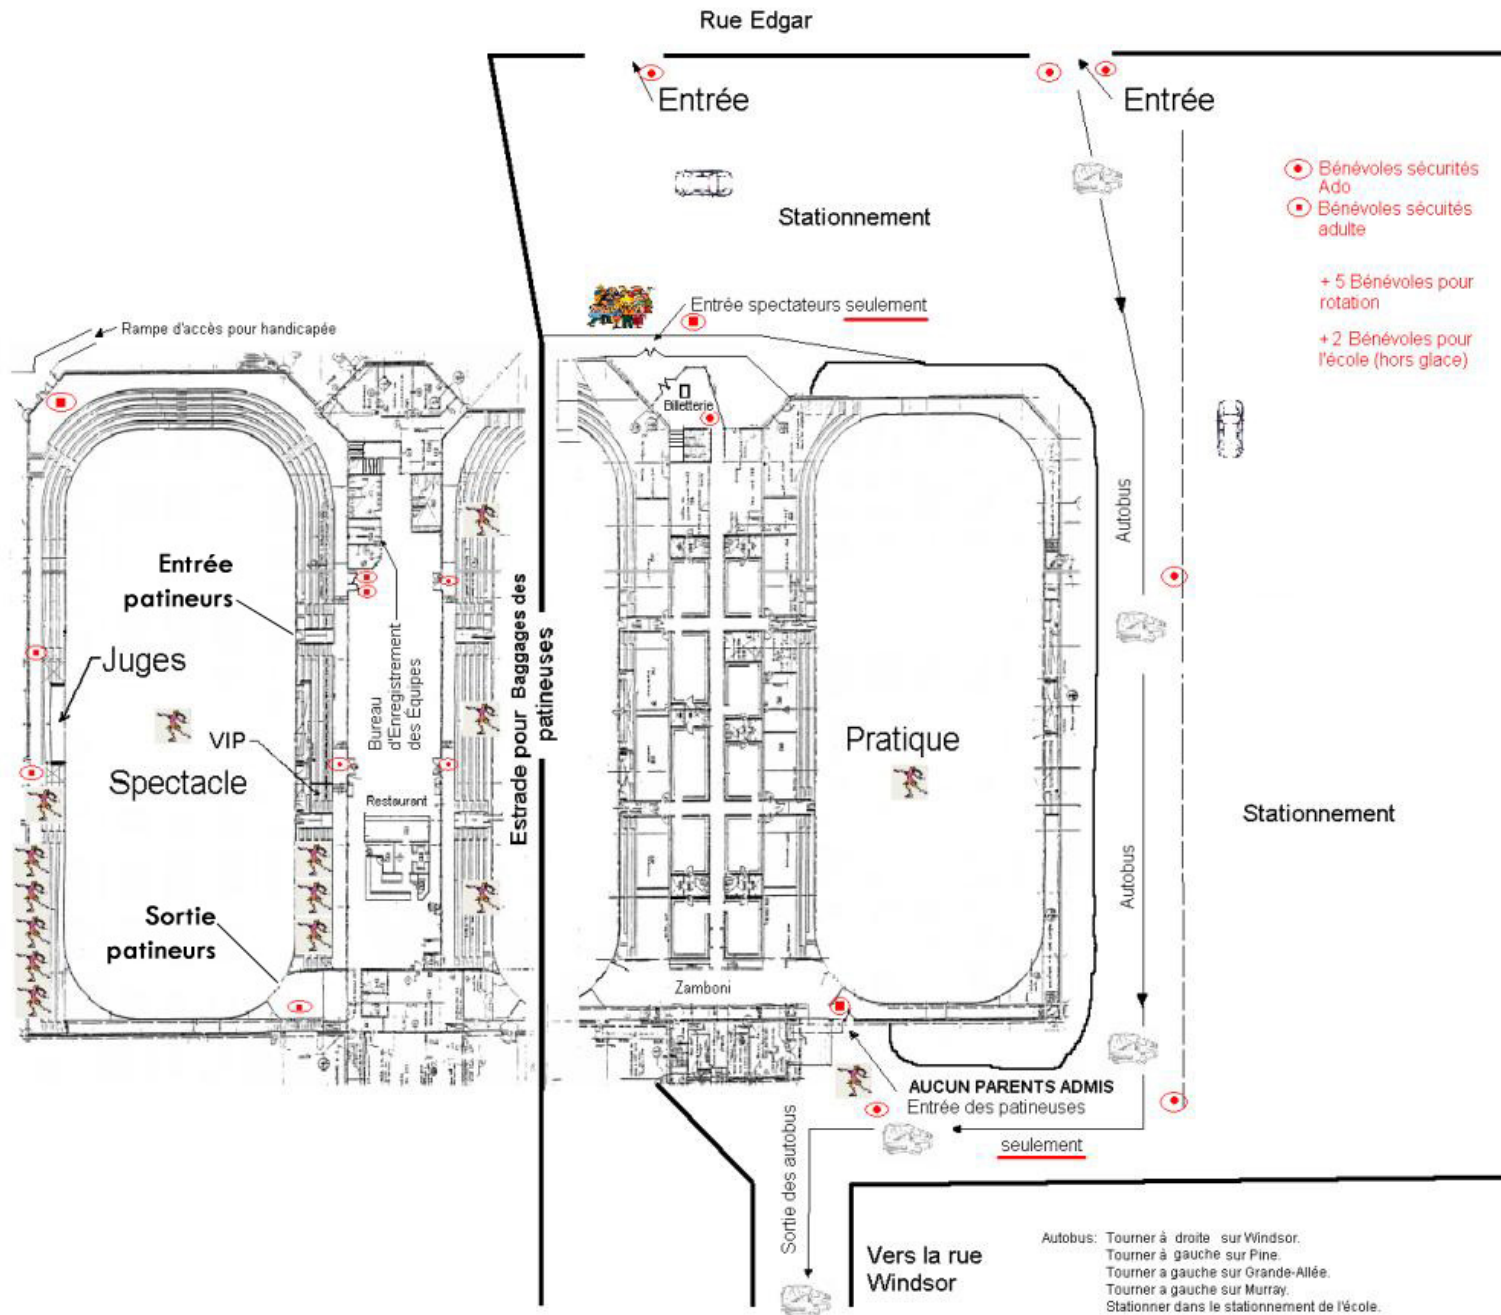 Rue Edgar
Entrée
Entrée
Bénévoles sécurités
Ado
Bénévoles sécuités
adulte
+ 5 Bénévoles pour
rotation
+ 2 Bénévoles pour
l'école (hors glace)
Stationnement
Entrée spectateurs seulement
Rampe d'accès pour handicapée
Billetterie
Autobus
Entrée
patineurs
Juges
VIP
Spectacle
Bureau
d'Enregistrement
des Équipes
Estrade pour Baggages des
patineuses
Pratique
Restaurant
Stationnement
Autobus
Sortie
patineurs
Zamboni
AUCUN PARENTS ADMIS
Entrée des patineuses
seulement
Sortie des autobus
Vers la rue
Windsor
Autobus: Tourner à droite sur Windsor.
Tourner à gauche sur Pine.
Tourner a gauche sur Grande-Allée.
Tourner a gauche sur Murray.
Stationner dans le stationnement de l'école.